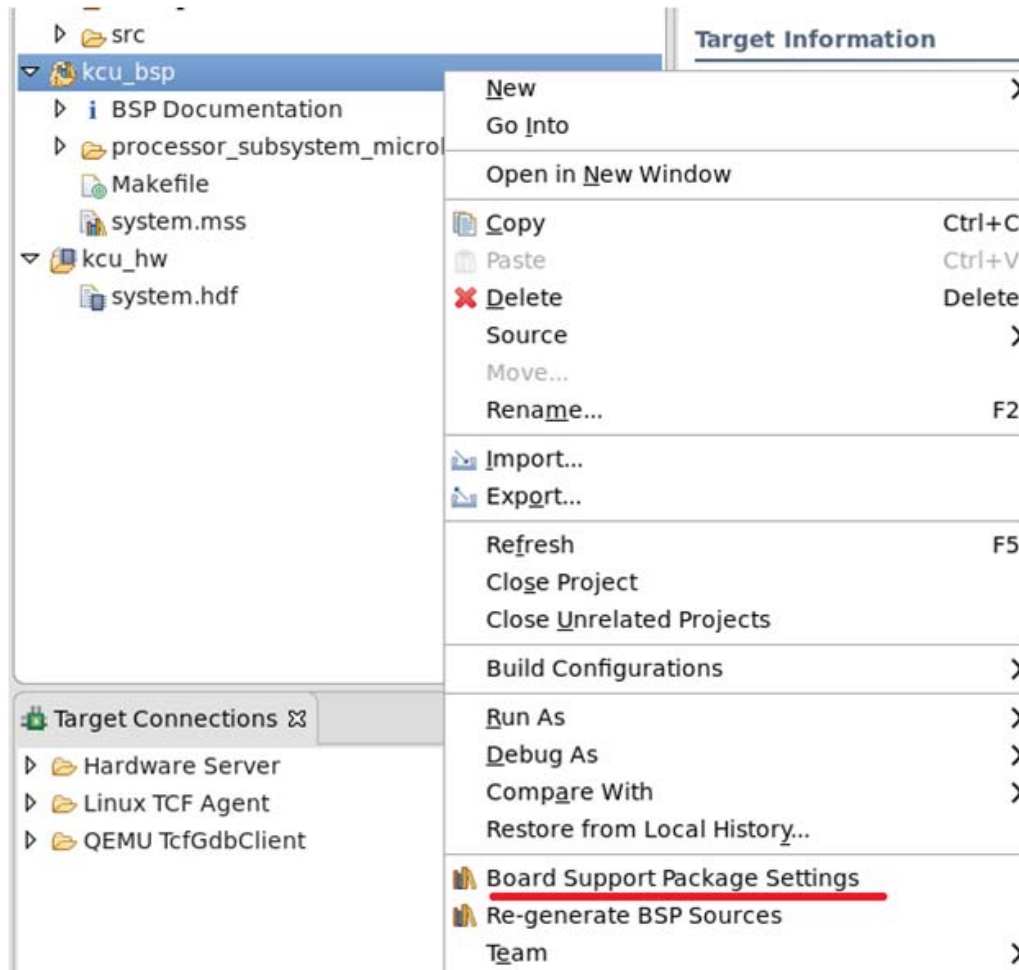 src
kcu_bsp
BSP Documentation
processor_subsystem_microl
Makefile
system.mss
kcu_hw
system.hdf
Target Connections
Hardware Server
Linux TCF Agent
QEMU TcfGdbClient
Target Information
New
Go Into
Open in New Window
Copy Ctrl+C
Paste Ctrl+V
Delete Delete
Source
Move...
Rename... F2
Import...
Export...
Refresh F5
Close Project
Close Unrelated Projects
Build Configurations
Run As
Debug As
Compare With
Restore from Local History...
Board Support Package Settings
Re-generate BSP Sources
Team